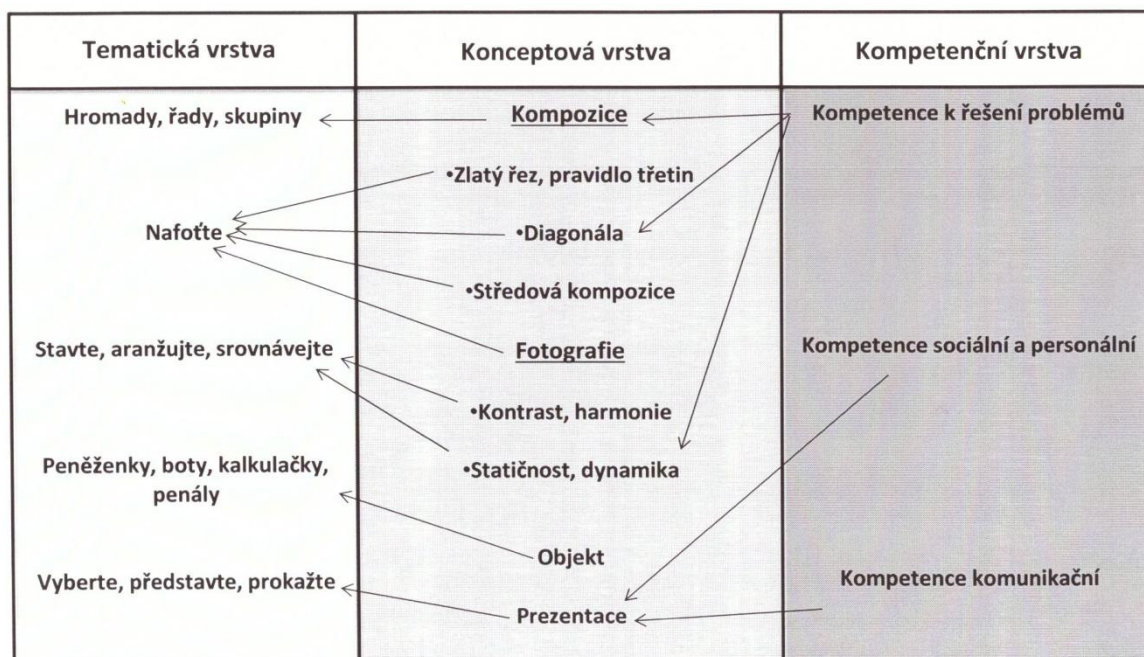 Tematická vrstva
Konceptová vrstva
Kompetenční vrstva
Hromady, řady, skupiny
Kompozice
Kompetence k řešení problémů
•Zlatý řez, pravidlo třetin
Nafoťte
•Diagonála
•Středová kompozice
Stavte, aranžujte, srovnávejte
Fotografie
Kompetence sociální a personální
•Kontrast, harmonie
Peněženky, boty, kalkulačky,
penály
•Statičnost, dynamika
Objekt
Vyberte, představte, prokažte
Kompetence komunikační
Prezentace